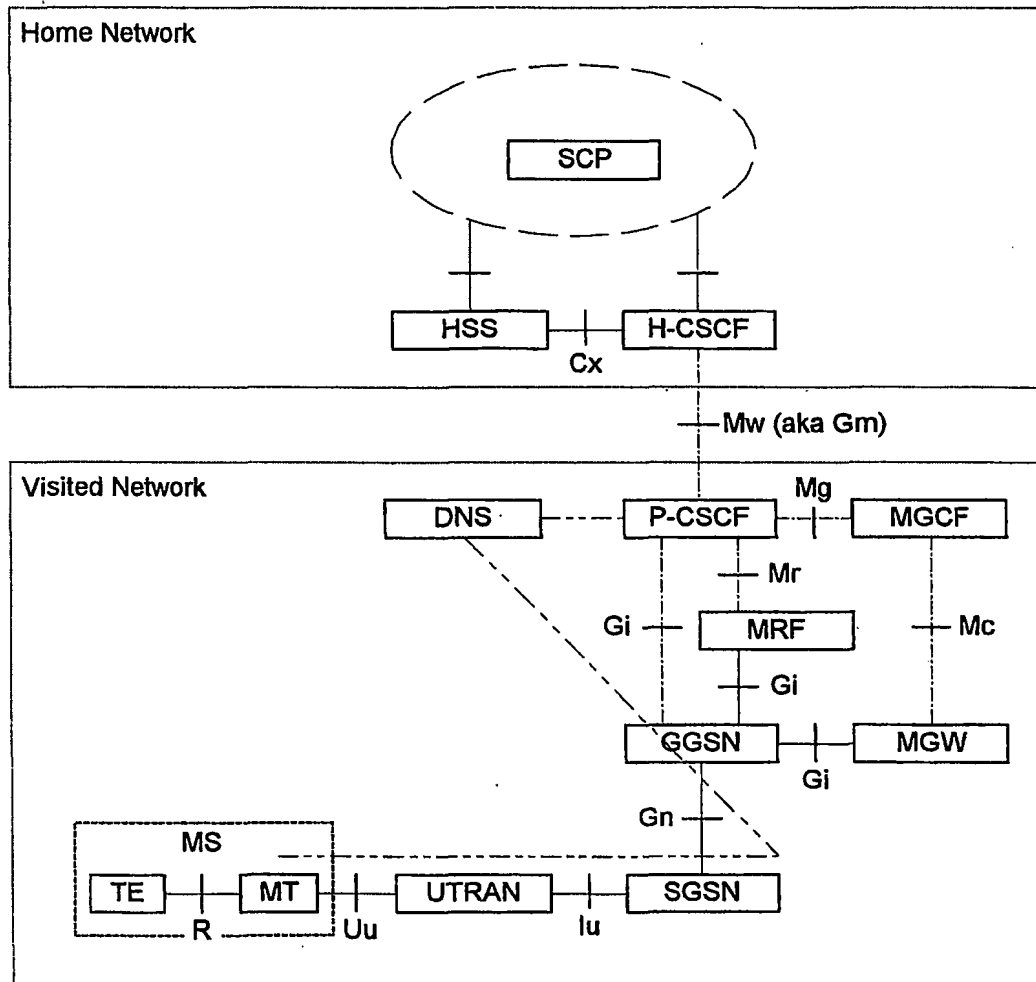 Home Network
SCP
HSS
H-CSCF
Cx
Mw (aka Gm)
Visited Network
DNS
P-CSCF
Mg
MGCF
Mr
Gi
MRF
Mc
Gi
GGSN
MGW
Gi
Gn
MS
TE
MT
UTRAN
SGSN
R
Uu
Iu